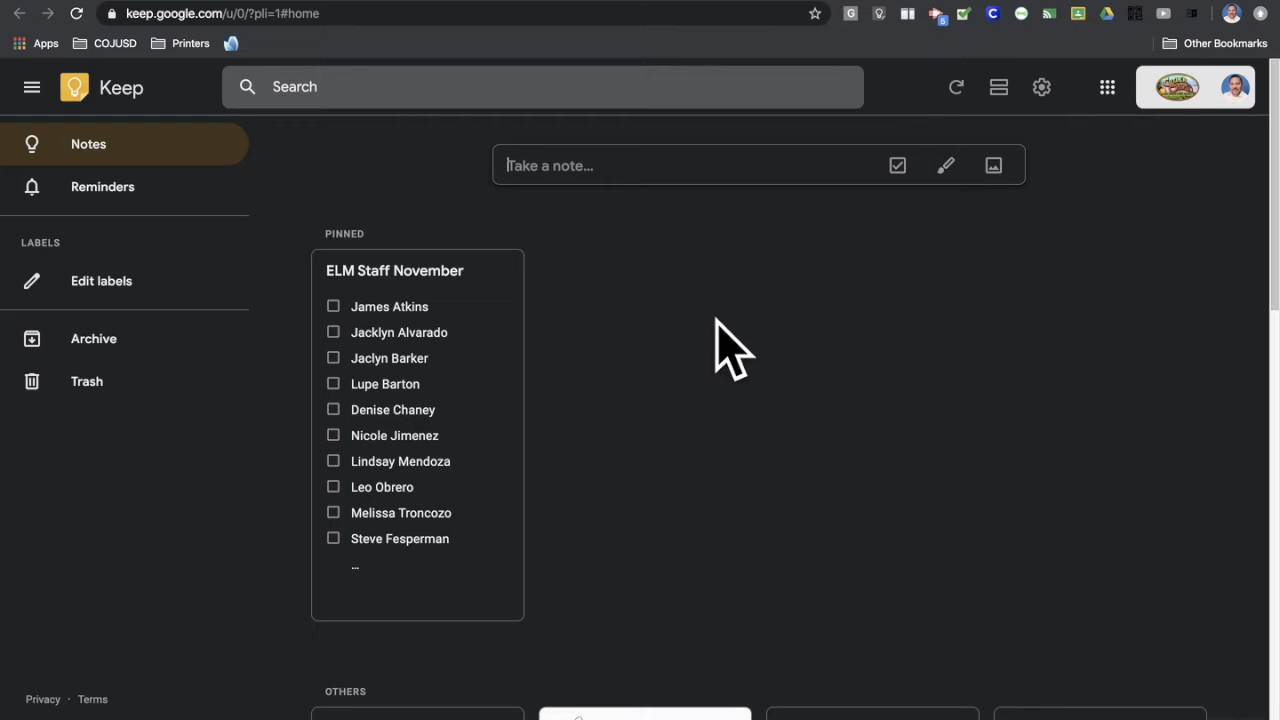 keep.google.com/u/0/?pli=1#home
5
Apps
COJUSD
Printers
Other Bookmarks
Keep
Search
Notes
Take a note...
Reminders
PINNED
LABELS
ELM Staff November
Edit labels
James Atkins
Jacklyn Alvarado
Archive
Jaclyn Barker
Trash
Lupe Barton
Denise Chaney
Nicole Jimenez
Lindsay Mendoza
Leo Obrero
Melissa Troncozo
Steve Fesperman
...
OTHERS
Privacy · Terms